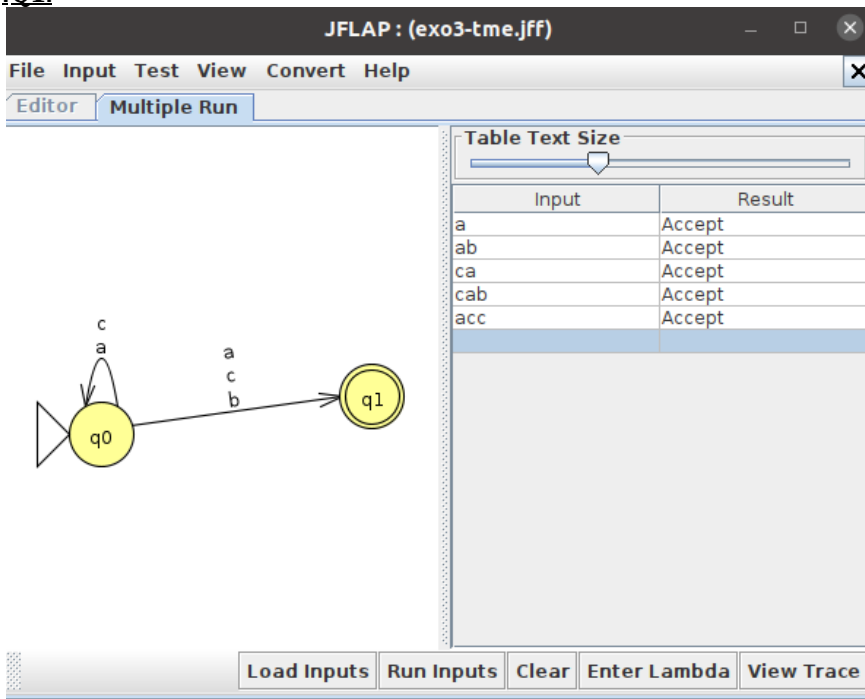 Q1.
JFLAP : (exo3-tme.jff)
File Input Test View Convert Help
Editor Multiple Run
Table Text Size
Input Result
a Accept
ab Accept
ca Accept
cab Accept
acc Accept
c
a
a
c
b
q0
q1
Load Inputs Run Inputs Clear Enter Lambda View Trace